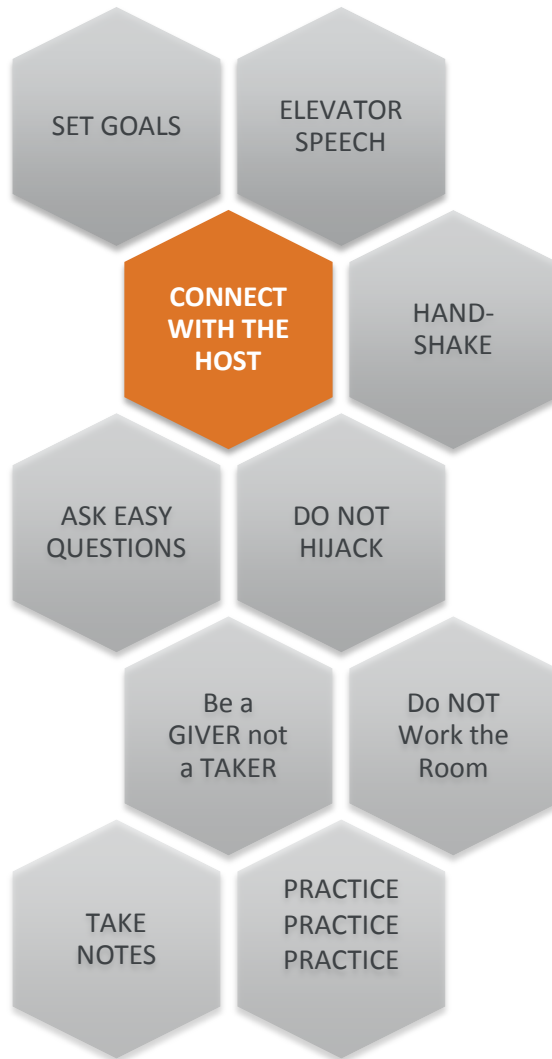 SET GOALS
ELEVATOR
SPEECH
CONNECT
WITH THE
HOST
HAND-
SHAKE
ASK EASY
QUESTIONS
DO NOT
HIJACK
Be a
GIVER not
a TAKER
Do NOT
Work the
Room
TAKE
NOTES
PRACTICE
PRACTICE
PRACTICE